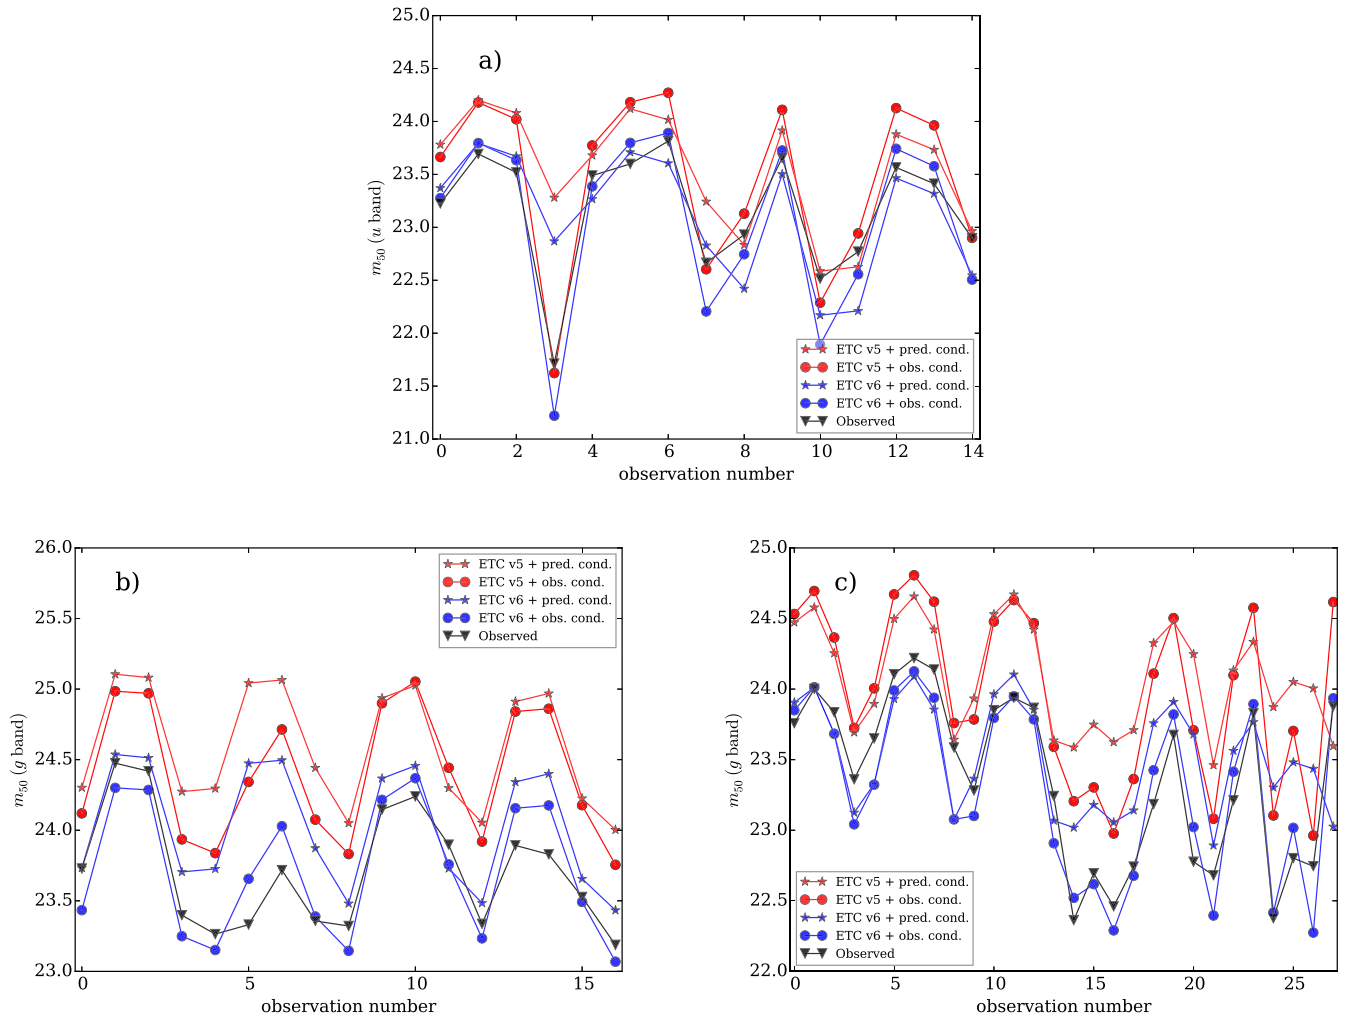 25.0
24.5
24.0
23.5
23.0
22.5
22.0
21.5
21.0
m50 (u band)
a)
ETC v5 + pred. cond.
ETC v5 + obs. cond.
ETC v6 + pred. cond.
ETC v6 + obs. cond.
Observed
0 2 4 6 8 10 12 14
observation number
26.0
25.5
25.0
24.5
24.0
23.5
23.0
m50 (g band)
b)
ETC v5 + pred. cond.
ETC v5 + obs. cond.
ETC v6 + pred. cond.
ETC v6 + obs. cond.
Observed
0 5 10 15
observation number
25.0
24.5
24.0
23.5
23.0
22.5
22.0
m50 (g band)
c)
ETC v5 + pred. cond.
ETC v5 + obs. cond.
ETC v6 + pred. cond.
ETC v6 + obs. cond.
Observed
0 5 10 15 20 25
observation number